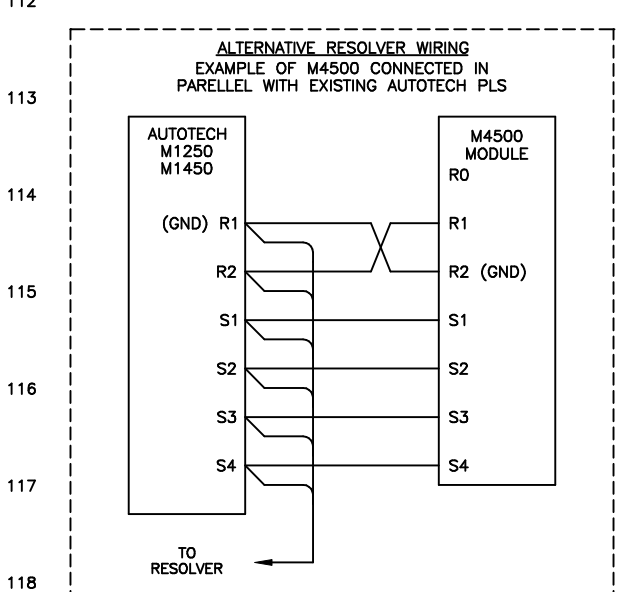 112
ALTERNATIVE RESOLVER WIRING
EXAMPLE OF M4500 CONNECTED IN
PARELLEL WITH EXISTING AUTOTECH PLS
113
AUTOTECH
M1250
M1450
M4500
MODULE
R0
114
(GND) R1
R1
R2
R2 (GND)
115
S1
S1
116
S2
S2
S3
S3
117
S4
S4
TO
RESOLVER
118